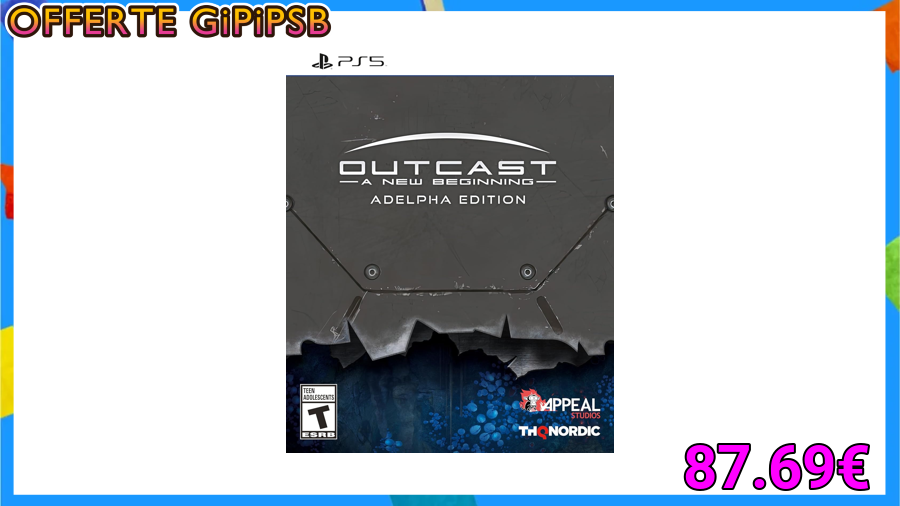 OFFERTE GiPiPSB
PS5
OUTCAST
A NEW BEGINNING
ADELPHA EDITION
TEEN
ADOLESCENTS
T
ESRB
APPEAL
STUDIOS
THQ NORDIC
87.69€